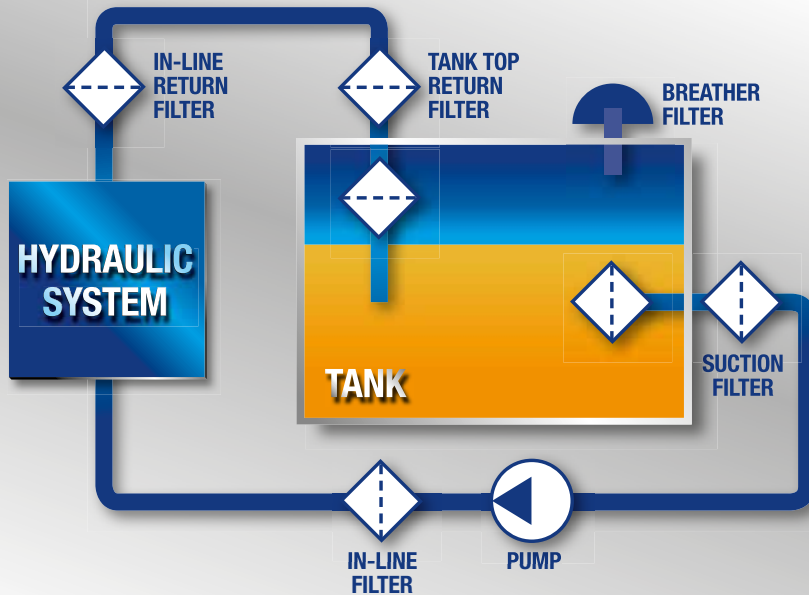 IN-LINE
RETURN
FILTER
TANK TOP
RETURN
FILTER
BREATHER
FILTER
HYDRAULIC
SYSTEM
TANK
SUCTION
FILTER
IN-LINE
FILTER
PUMP